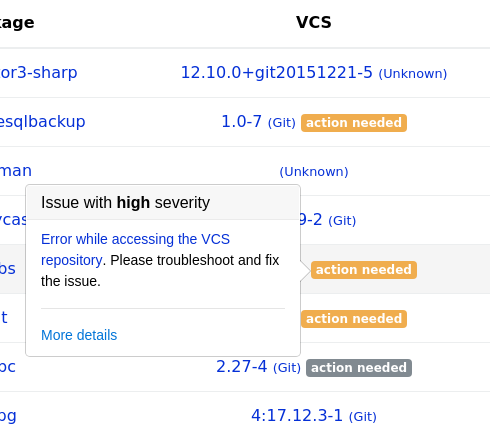 kage VCS
tor3-sharp 12.10.0+git20151221-5 (Unknown)
esqlbackup 1.0-7 (Git) action needed
man (Unknown)
Issue with high severity
ycas 9-2 (Git)
Error while accessing the VCS
repository. Please troubleshoot and fix
the issue.
bs action needed
t action needed
More details
oc 2.27-4 (Git) action needed
og 4:17.12.3-1 (Git)